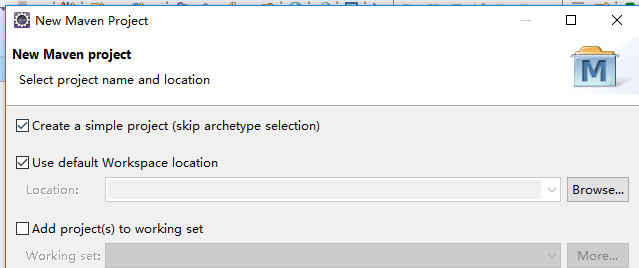 New Maven Project
New Maven project
Select project name and location
M
Create a simple project (skip archetype selection)
Use default Workspace location
Location:
Browse...
Add project(s) to working set
Working set:
More...